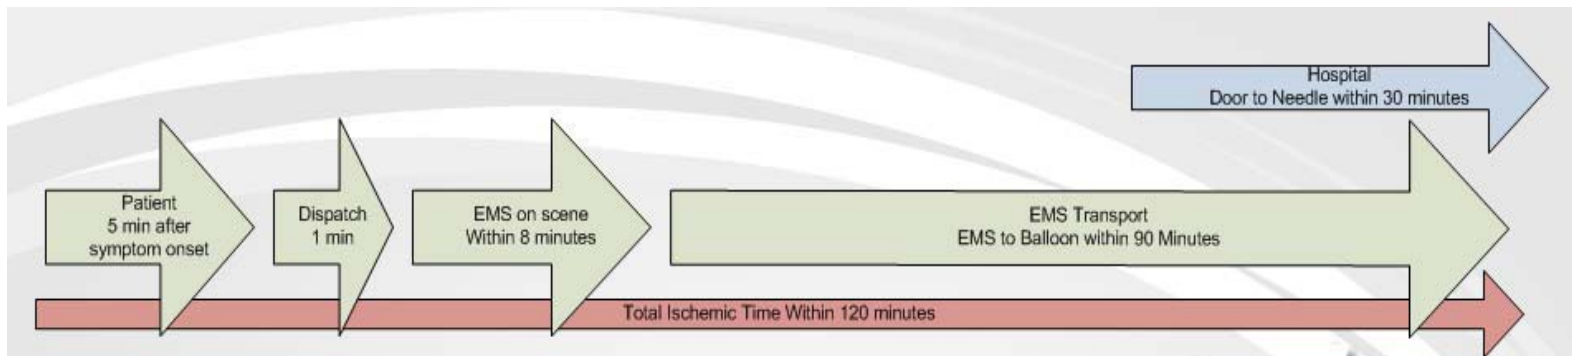 Hospital
Door to Needle within 30 minutes
Patient
5 min after
symptom onset
Dispatch
1 min
EMS on scene
Within 8 minutes
EMS Transport
EMS to Balloon within 90 Minutes
Total Ischemic Time Within 120 minutes